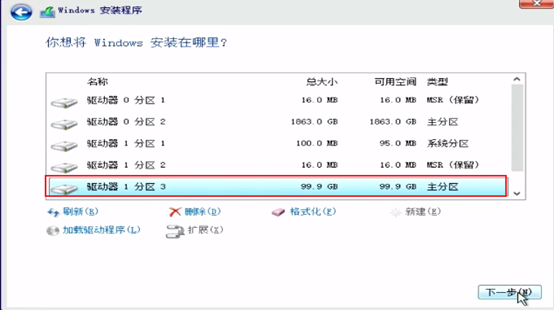 Windows 安装程序
你想将 Windows 安装在哪里?
名称 总大小 可用空间 类型
驱动器 0 分区 1 16.0 MB 16.0 MB MSR (保留)
驱动器 0 分区 2 1863.0 GB 1863.0 GB 主分区
驱动器 1 分区 1 100.0 MB 95.0 MB 系统分区
驱动器 1 分区 2 16.0 MB 16.0 MB MSR (保留)
驱动器 1 分区 3 99.9 GB 99.9 GB 主分区
刷新(R) 删除(D) 格式化(F) 新建(E)
加载驱动程序(L) 扩展(X)
下一步(N)